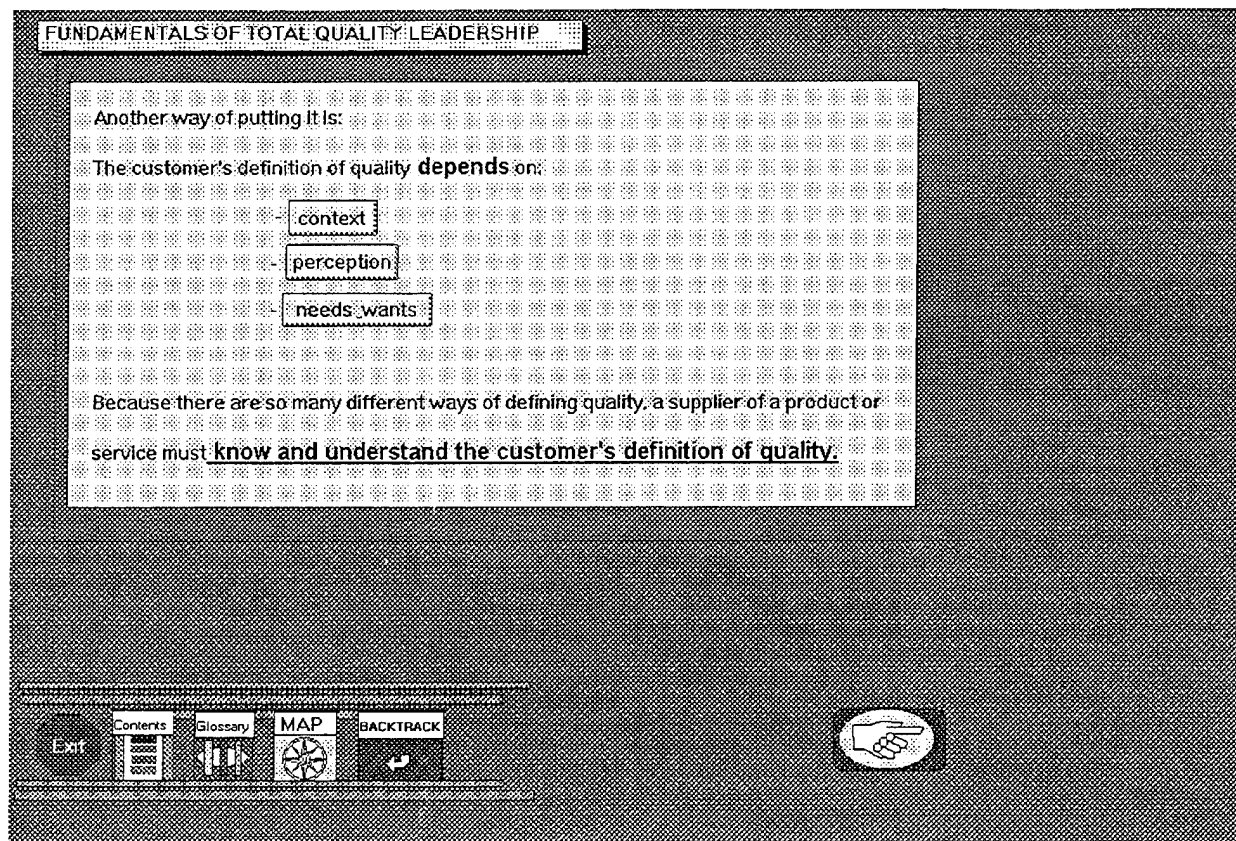 FUNDAMENTALS OF TOTAL QUALITY LEADERSHIP
Another way of putting it is:
The customer's definition of quality depends on:
- context
- perception
- needs_wants
Because there are so many different ways of defining quality, a supplier of a product or
service must know and understand the customer's definition of quality.
Exit
Contents
Glossary
MAP
BACKTRACK